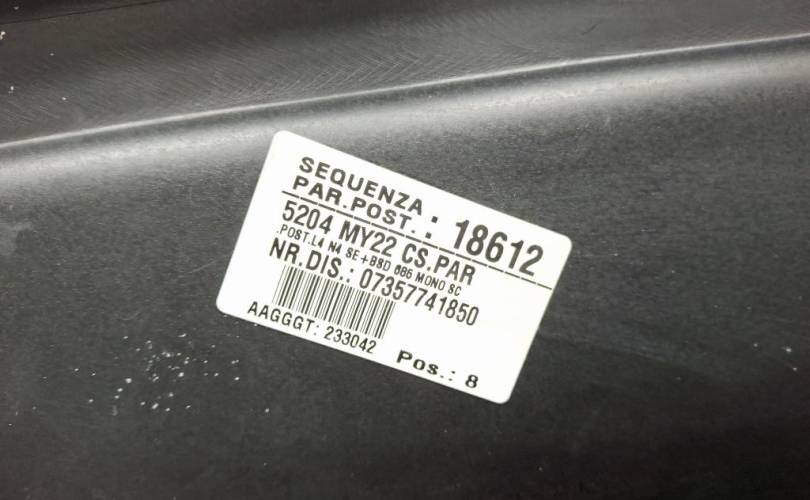 SEQUENZA
PAR.POST. : 18612
5204 MY22 CS.PAR
.POST.L4 N4 SE+BSD 6B6 MONO SC
NR.DIS.: 07357741850
AAGGGT: 233042
Pos.: 8